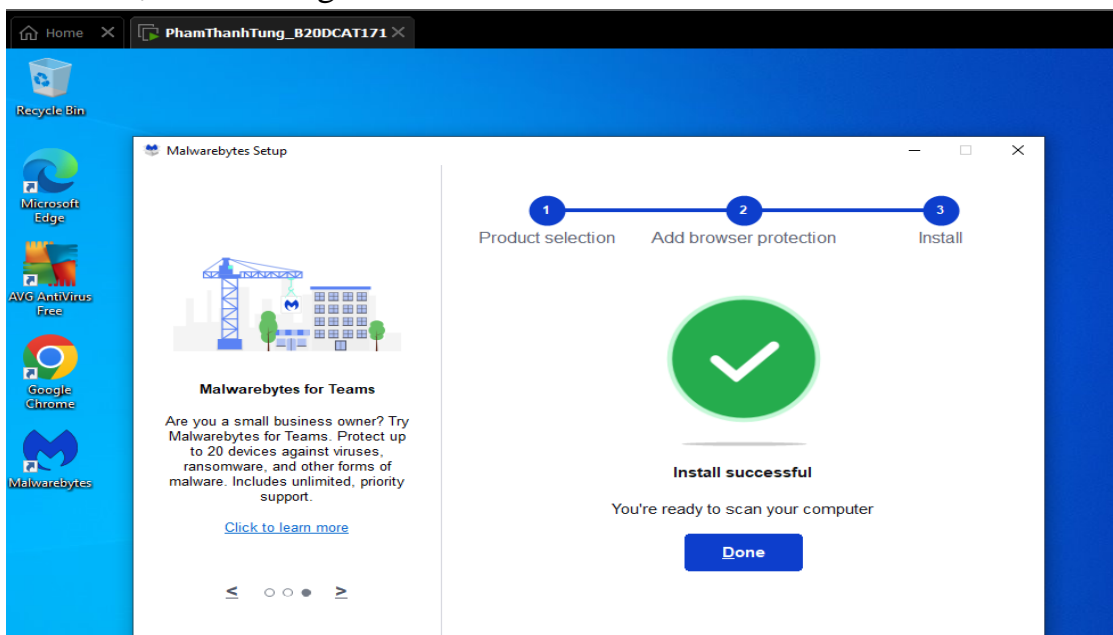 Home
PhamThanhTung_B20DCAT171
Recycle Bin
Microsoft
Edge
AVG AntiVirus
Free
Google
Chrome
Malwarebytes
Malwarebytes Setup
1
2
3
Product selection
Add browser protection
Install
Malwarebytes for Teams
Are you a small business owner? Try
Malwarebytes for Teams. Protect up
to 20 devices against viruses,
ransomware, and other forms of
malware. Includes unlimited, priority
support.
Click to learn more
Install successful
You're ready to scan your computer
Done